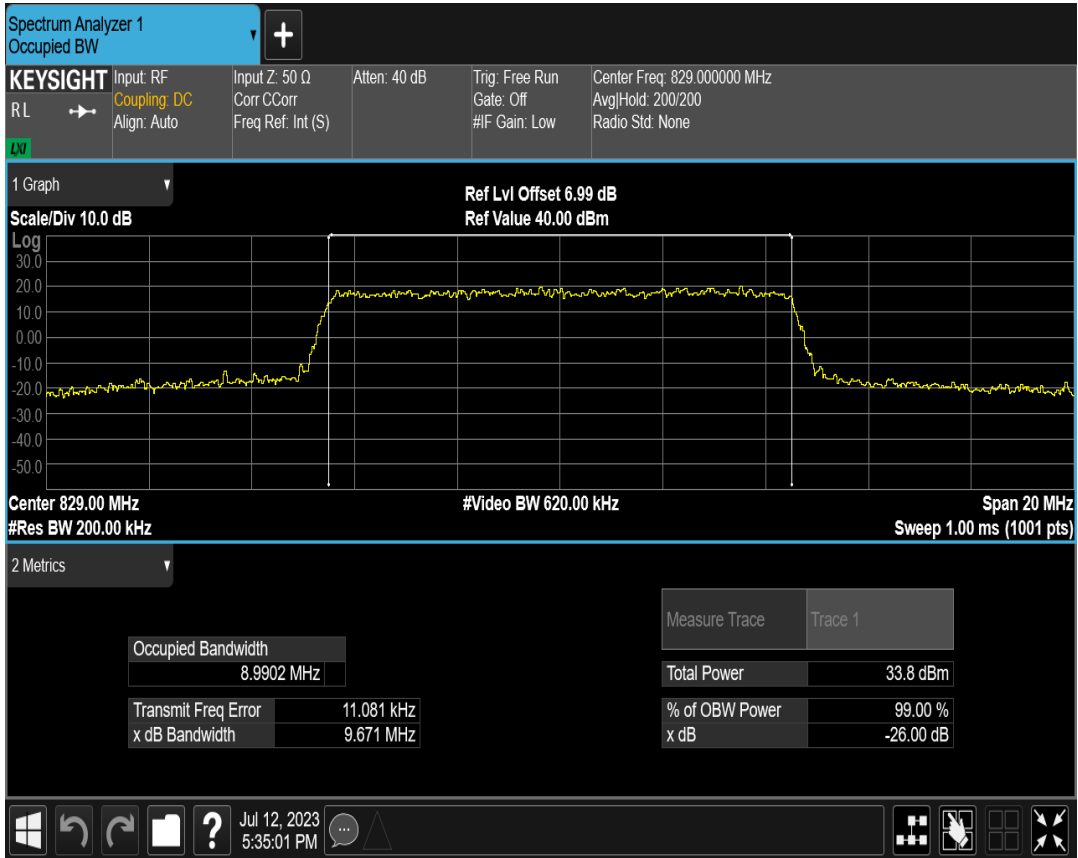 Spectrum Analyzer 1
Occupied BW
+
KEYSIGHT
R L
LXI
Input: RF
Coupling: DC
Align: Auto
Input Z: 50 Ω
Corr CCorr
Freq Ref: Int (S)
Atten: 40 dB
Trig: Free Run
Gate: Off
#IF Gain: Low
Center Freq: 829.000000 MHz
Avg|Hold: 200/200
Radio Std: None
1 Graph
Scale/Div 10.0 dB
Ref Lvl Offset 6.99 dB
Ref Value 40.00 dBm
Log
30.0
20.0
10.0
0.00
-10.0
-20.0
-30.0
-40.0
-50.0
Center 829.00 MHz
#Res BW 200.00 kHz
#Video BW 620.00 kHz
Span 20 MHz
Sweep 1.00 ms (1001 pts)
2 Metrics
Occupied Bandwidth
8.9902 MHz
Transmit Freq Error 11.081 kHz
x dB Bandwidth 9.671 MHz
Measure Trace Trace 1
Total Power 33.8 dBm
% of OBW Power 99.00 %
x dB -26.00 dB
?
Jul 12, 2023
5:35:01 PM